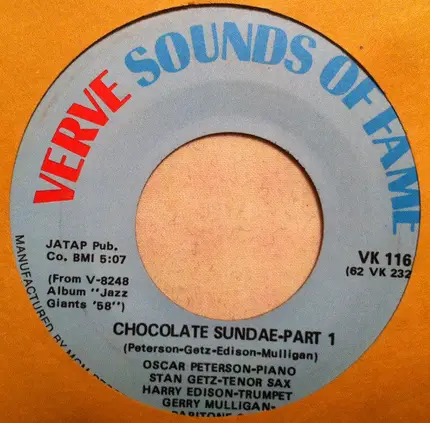 VERVE SOUNDS OF FAME
JATAP Pub.
Co. BMI 5:07
(From V-8248
Album "Jazz
Giants '58")
VK 116
(62 VK 232
CHOCOLATE SUNDAE-PART 1
(Peterson-Getz-Edison-Mulligan)
OSCAR PETERSON-PIANO
STAN GETZ-TENOR SAX
HARRY EDISON-TRUMPET
GERRY MULLIGAN-
BARITONE
MANUFACTURED BY